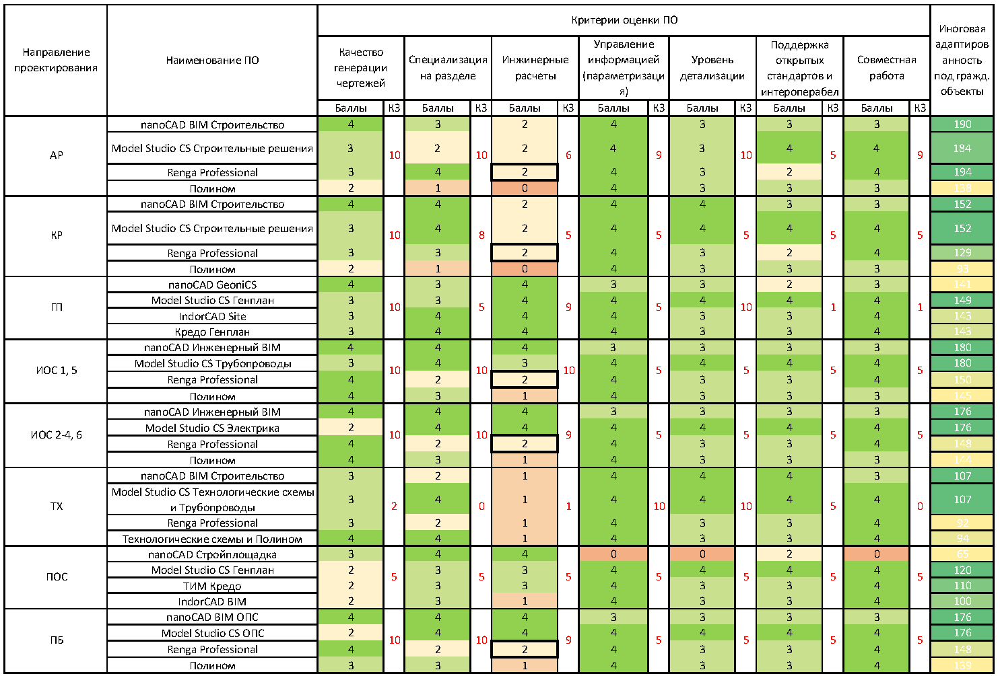 Направление проектирования
Наименование ПО
Критерии оценки ПО
Иноговая адаптиров анность под гражд. объекты
Качество генерации чертежей
Специализация на разделе
Инженерные расчеты
Управление информацией (параметризаци я)
Уровень детализации
Поддержка открытых стандартов и интероперабел
Совместная работа
Баллы КЗ Баллы КЗ Баллы КЗ Баллы КЗ Баллы КЗ Баллы КЗ Баллы КЗ
АР
nanoCAD BIM Строительство 4 3 2 4 3 3 3 190
Model Studio CS Строительные решения 3 2 2 4 3 4 4 184
10 10 6 9 10 5 9
Renga Professional 3 4 2 4 3 2 4 194
Полином 2 1 0 4 3 3 3 138
КР
nanoCAD BIM Строительство 4 4 2 4 4 3 3 152
Model Studio CS Строительные решения 3 4 2 4 4 4 4 152
10 8 5 5 5 5 5
Renga Professional 3 3 2 4 3 2 4 129
Полином 2 1 0 4 3 3 3 93
ГП
nanoCAD GeoniCS 4 3 4 3 3 2 3 141
Model Studio CS Генплан 3 3 4 4 4 4 4 149
10 5 9 5 10 1 1
IndorCAD Site 3 4 4 4 3 3 4 143
Кредо Генплан 3 4 4 4 3 3 4 143
ИОС 1, 5
nanoCAD Инженерный BIM 4 4 4 3 3 3 3 180
Model Studio CS Трубопроводы 3 4 3 4 4 4 4 180
10 10 10 5 5 5 5
Renga Professional 4 2 2 4 3 3 4 150
Полином 4 3 1 4 3 3 3 145
ИОС 2-4, 6
nanoCAD Инженерный BIM 4 4 4 3 3 3 3 176
Model Studio CS Электрика 2 4 4 4 4 4 4 176
10 10 9 5 5 5 5
Renga Professional 4 2 2 4 3 3 4 148
Полином 4 3 1 4 3 3 3 144
ТХ
nanoCAD BIM Строительство 3 2 1 4 4 4 3 107
Model Studio CS Технологические схемы
и Трубопроводы 3 4 1 4 4 4 4 107
2 0 1 10 10 5 0
Renga Professional 3 2 1 4 3 3 4 92
Технологические схемы и Полином 4 4 1 4 3 3 4 94
ПОС
nanoCAD Стройплощадка 3 4 4 0 0 2 0 65
Model Studio CS Генплан 2 3 3 4 4 4 4 120
5 5 5 5 5 5 5
ТИМ Кредо 2 3 3 4 3 3 4 110
IndorCAD BIM 2 3 1 4 3 3 4 100
ПБ
nanoCAD BIM ОПС 4 4 4 3 3 3 3 176
Model Studio CS ОПС 2 4 4 4 4 4 4 176
10 10 9 5 5 5 5
Renga Professional 4 2 2 4 3 3 4 148
Полином 3 3 1 4 3 3 3 139